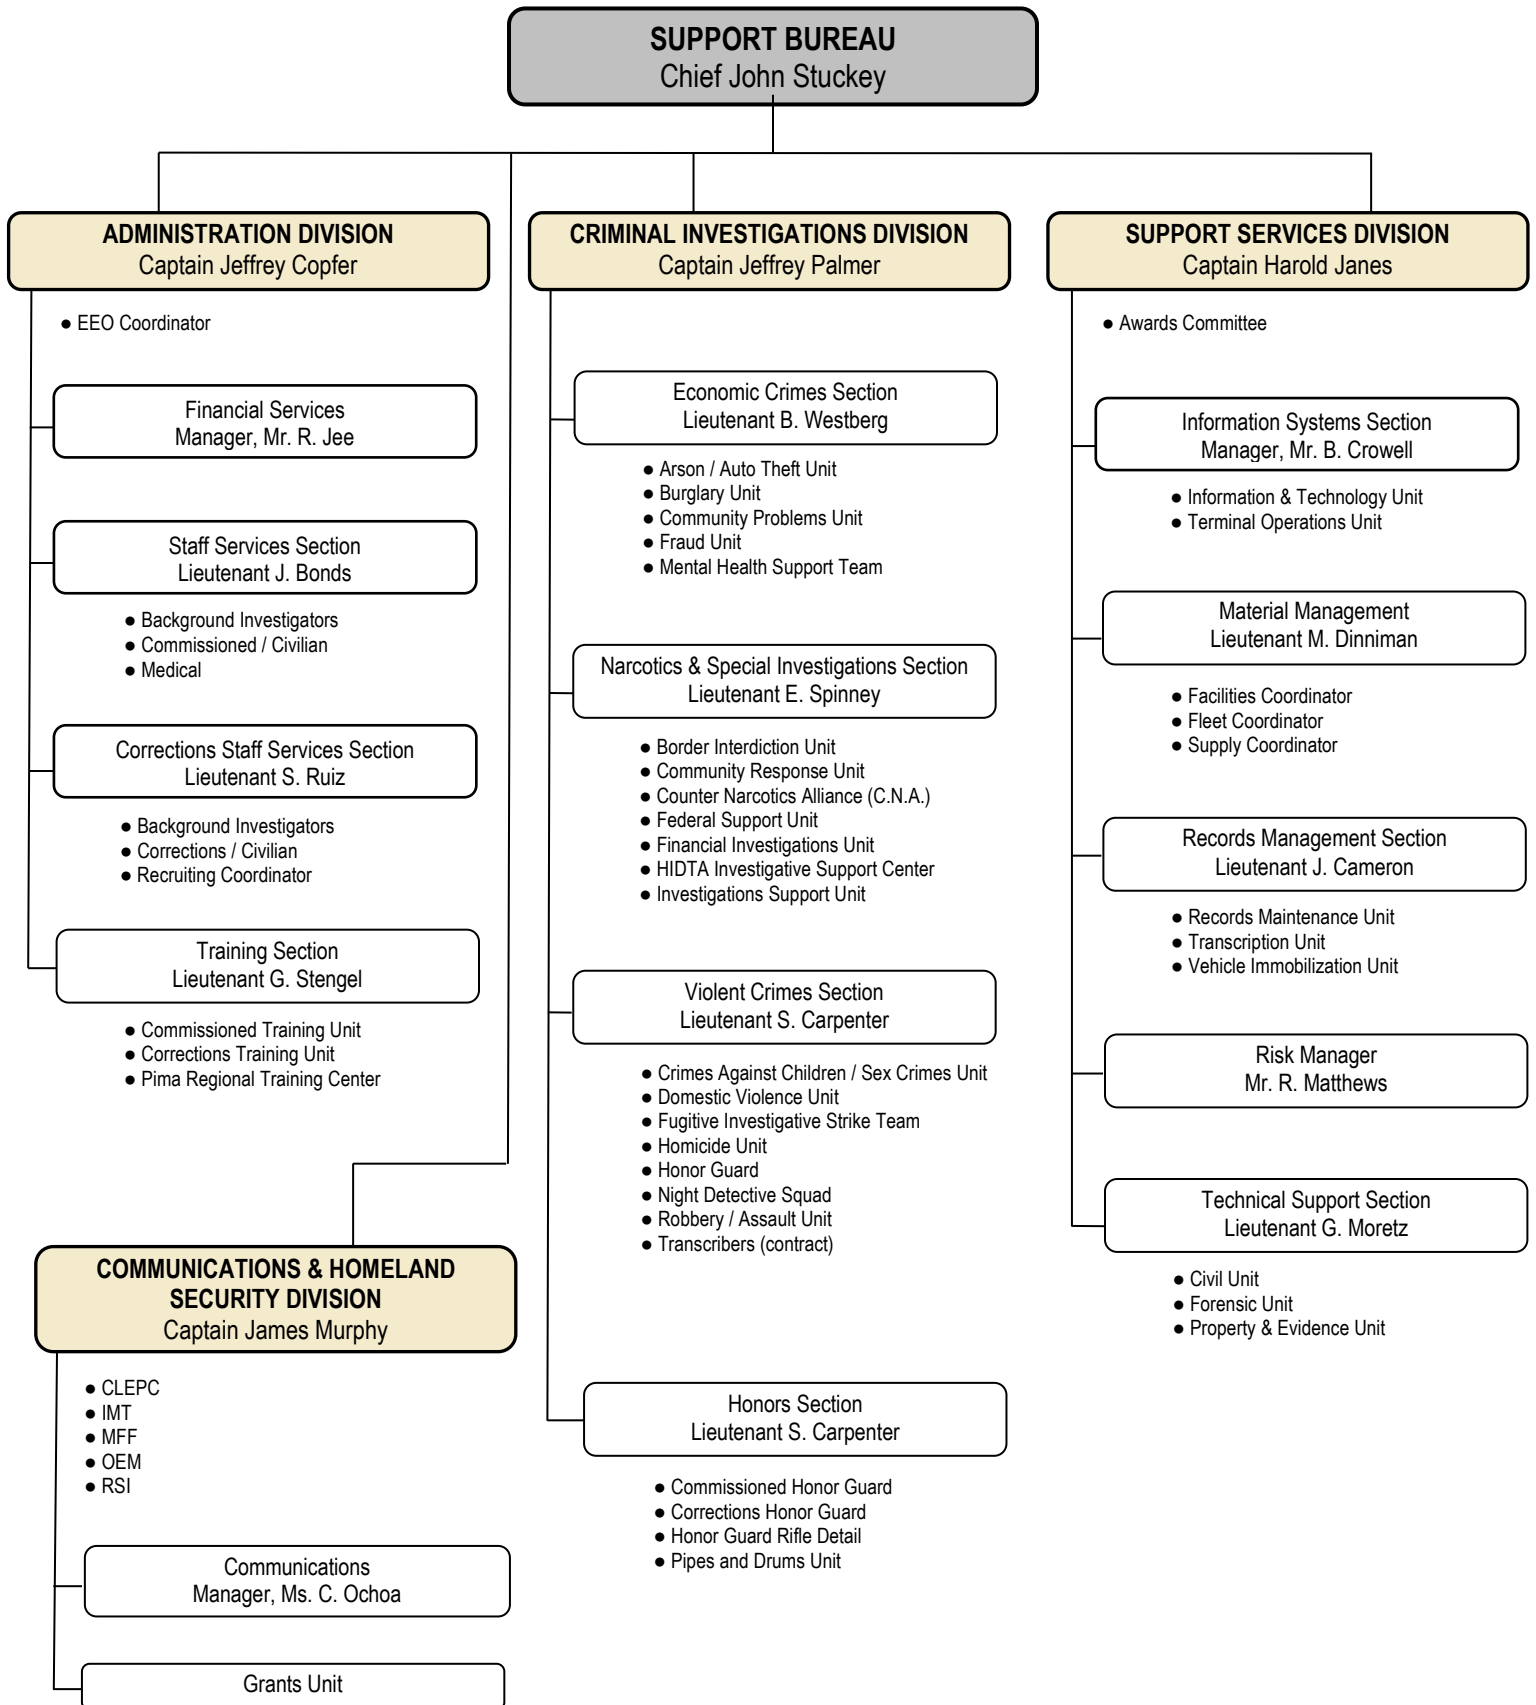 SUPPORT BUREAU
Chief John Stuckey
ADMINISTRATION DIVISION
Captain Jeffrey Copfer
● EEO Coordinator
Financial Services
Manager, Mr. R. Jee
Staff Services Section
Lieutenant J. Bonds
● Background Investigators
● Commissioned / Civilian
● Medical
Corrections Staff Services Section
Lieutenant S. Ruiz
● Background Investigators
● Corrections / Civilian
● Recruiting Coordinator
Training Section
Lieutenant G. Stengel
● Commissioned Training Unit
● Corrections Training Unit
● Pima Regional Training Center
COMMUNICATIONS & HOMELAND
SECURITY DIVISION
Captain James Murphy
● CLEPC
● IMT
● MFF
● OEM
● RSI
Communications
Manager, Ms. C. Ochoa
Grants Unit
CRIMINAL INVESTIGATIONS DIVISION
Captain Jeffrey Palmer
Economic Crimes Section
Lieutenant B. Westberg
● Arson / Auto Theft Unit
● Burglary Unit
● Community Problems Unit
● Fraud Unit
● Mental Health Support Team
Narcotics & Special Investigations Section
Lieutenant E. Spinney
● Border Interdiction Unit
● Community Response Unit
● Counter Narcotics Alliance (C.N.A.)
● Federal Support Unit
● Financial Investigations Unit
● HIDTA Investigative Support Center
● Investigations Support Unit
Violent Crimes Section
Lieutenant S. Carpenter
● Crimes Against Children / Sex Crimes Unit
● Domestic Violence Unit
● Fugitive Investigative Strike Team
● Homicide Unit
● Honor Guard
● Night Detective Squad
● Robbery / Assault Unit
● Transcribers (contract)
Honors Section
Lieutenant S. Carpenter
● Commissioned Honor Guard
● Corrections Honor Guard
● Honor Guard Rifle Detail
● Pipes and Drums Unit
SUPPORT SERVICES DIVISION
Captain Harold Janes
● Awards Committee
Information Systems Section
Manager, Mr. B. Crowell
● Information & Technology Unit
● Terminal Operations Unit
Material Management
Lieutenant M. Dinniman
● Facilities Coordinator
● Fleet Coordinator
● Supply Coordinator
Records Management Section
Lieutenant J. Cameron
● Records Maintenance Unit
● Transcription Unit
● Vehicle Immobilization Unit
Risk Manager
Mr. R. Matthews
Technical Support Section
Lieutenant G. Moretz
● Civil Unit
● Forensic Unit
● Property & Evidence Unit